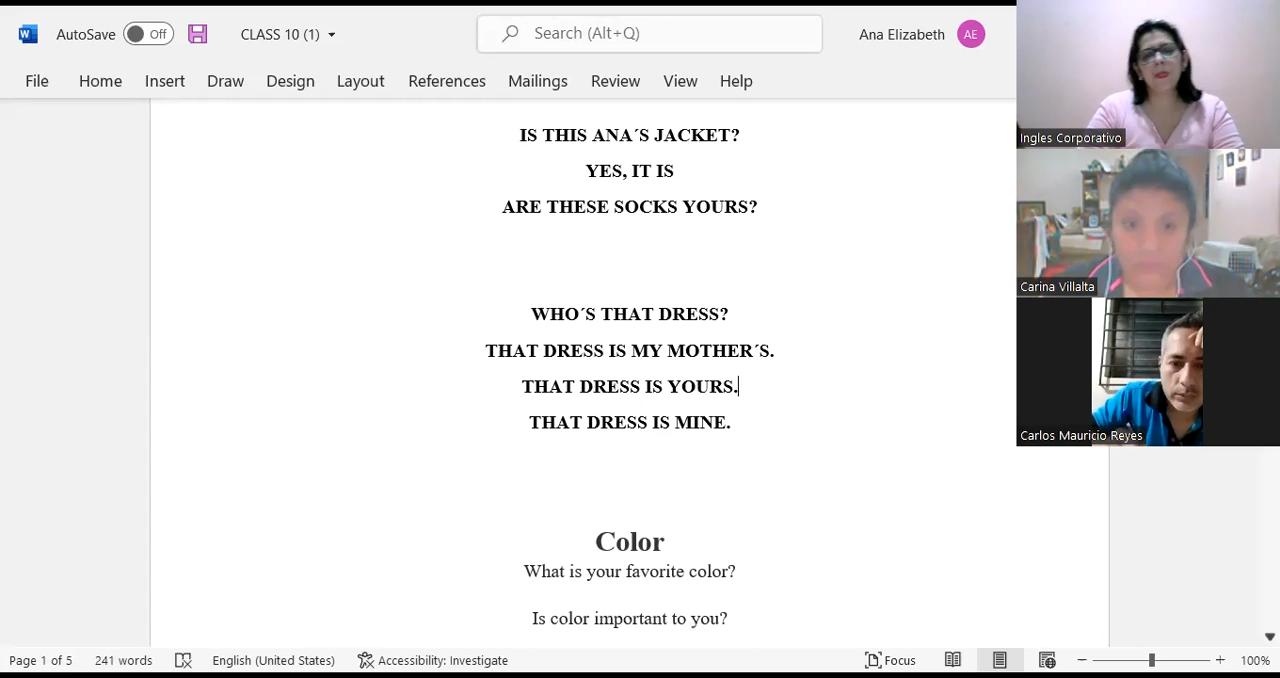 AutoSave Off CLASS 10 (1) Search (Alt+Q) Ana Elizabeth AE
File Home Insert Draw Design Layout References Mailings Review View Help
IS THIS ANA´S JACKET?
YES, IT IS
ARE THESE SOCKS YOURS?
WHO´S THAT DRESS?
THAT DRESS IS MY MOTHER´S.
THAT DRESS IS YOURS.
THAT DRESS IS MINE.
Color
What is your favorite color?
Is color important to you?
Page 1 of 5 241 words English (United States) Accessibility: Investigate Focus 100%
Ingles Corporativo
Carina Villalta
Carlos Mauricio Reyes